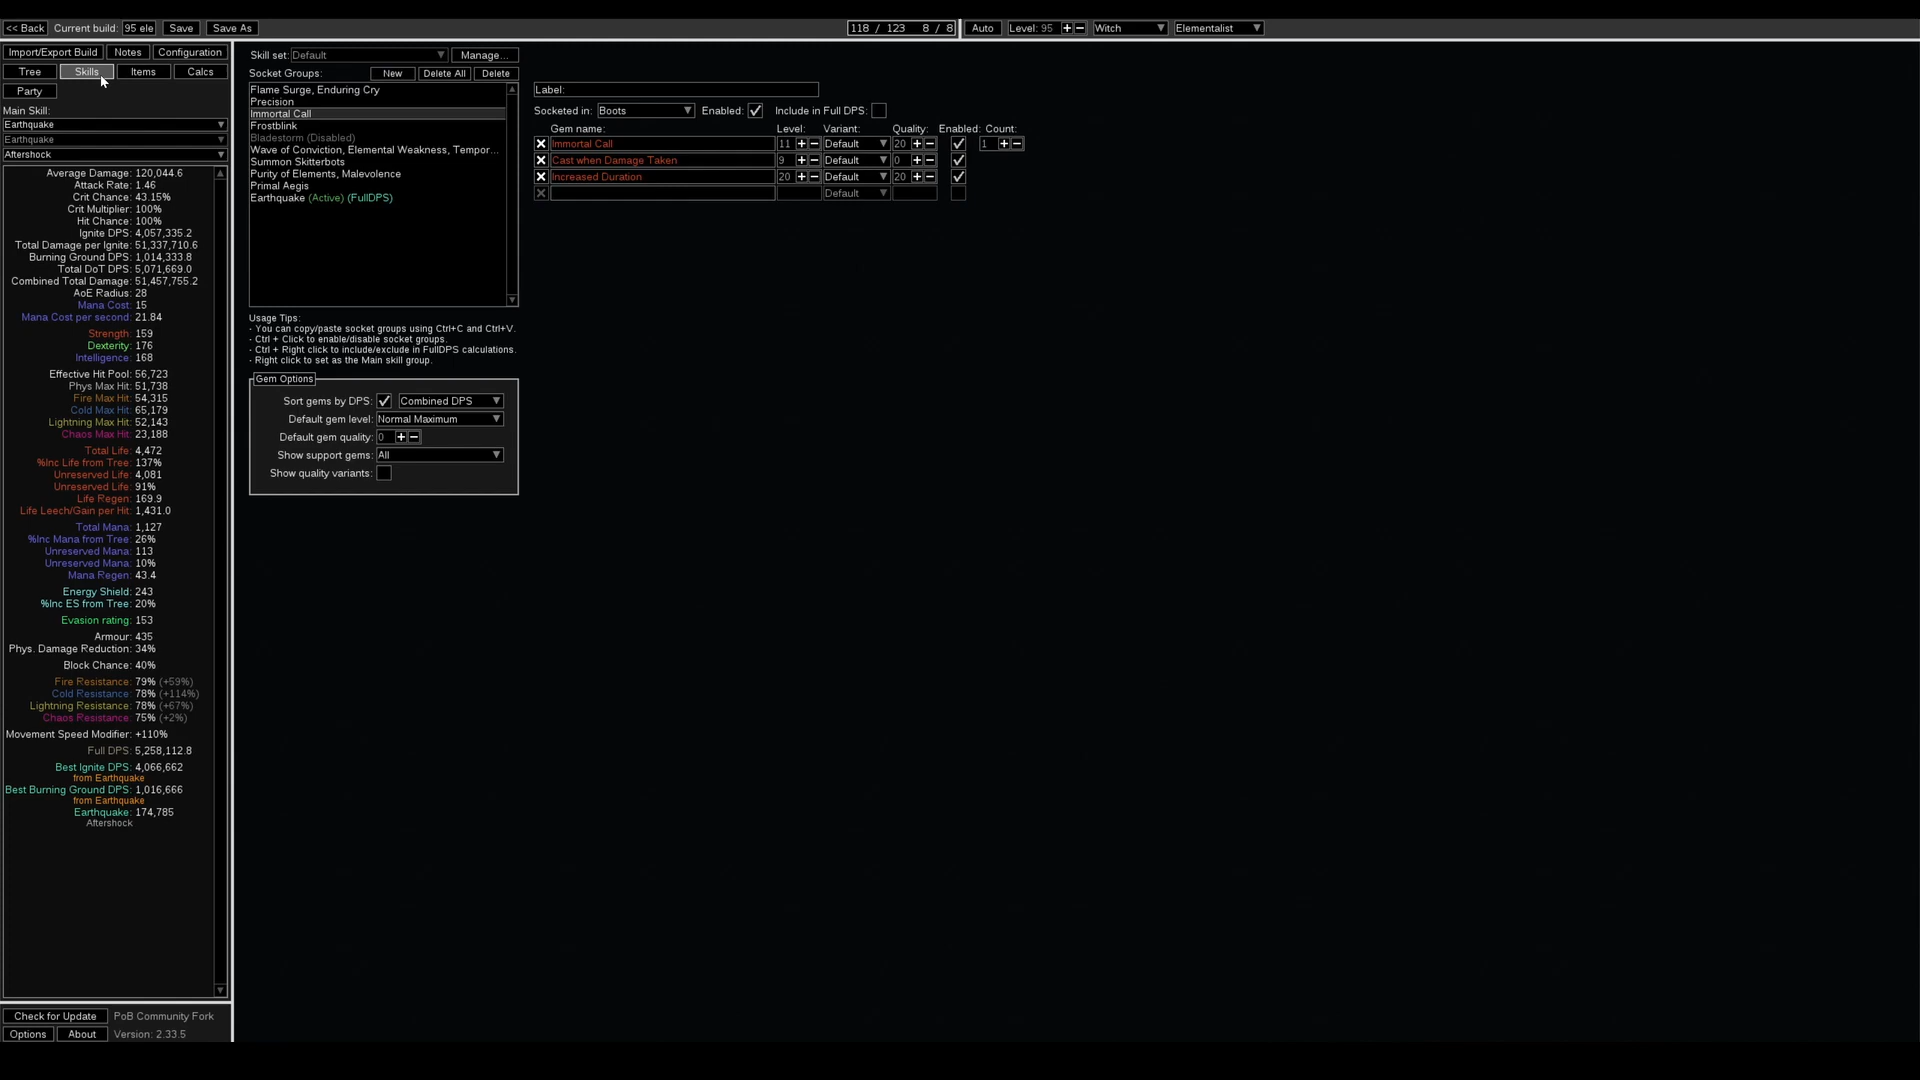 << Back Current build: 95 ele Save Save As 118 / 123 8 / 8 Auto Level: 95 Witch Elementalist
Import/Export Build Notes Configuration
Tree Skills Items Calcs
Party
Main Skill:
Earthquake
Earthquake
Aftershock
Average Damage: 120,044.6
Attack Rate: 1.46
Crit Chance: 43.15%
Crit Multiplier: 100%
Hit Chance: 100%
Ignite DPS: 4,057,335.2
Total Damage per Ignite: 51,337,710.6
Burning Ground DPS: 1,014,333.8
Total DoT DPS: 5,071,669.0
Combined Total Damage: 51,457,755.2
AoE Radius: 28
Mana Cost: 15
Mana Cost per second: 21.84
Strength: 159
Dexterity: 176
Intelligence: 168
Effective Hit Pool: 56,723
Phys Max Hit: 51,738
Fire Max Hit: 54,315
Cold Max Hit: 65,179
Lightning Max Hit: 52,143
Chaos Max Hit: 23,188
Total Life: 4,472
%Inc Life from Tree: 137%
Unreserved Life: 4,081
Unreserved Life: 91%
Life Regen: 169.9
Life Leech/Gain per Hit: 1,431.0
Total Mana: 1,127
%Inc Mana from Tree: 26%
Unreserved Mana: 113
Unreserved Mana: 10%
Mana Regen: 43.4
Energy Shield: 243
%Inc ES from Tree: 20%
Evasion rating: 153
Armour: 435
Phys. Damage Reduction: 34%
Block Chance: 40%
Fire Resistance: 79% (+59%)
Cold Resistance: 78% (+114%)
Lightning Resistance: 78% (+67%)
Chaos Resistance: 75% (+2%)
Movement Speed Modifier: +110%
Full DPS: 5,258,112.8
Best Ignite DPS: 4,066,662
from Earthquake
Best Burning Ground DPS: 1,016,666
from Earthquake
Earthquake: 174,785
Aftershock
Check for Update PoB Community Fork
Options About Version: 2.33.5
Skill set: Default Manage...
Socket Groups: New Delete All Delete
Flame Surge, Enduring Cry
Precision
Immortal Call
Frostblink
Bladestorm (Disabled)
Wave of Conviction, Elemental Weakness, Tempor...
Summon Skitterbots
Purity of Elements, Malevolence
Primal Aegis
Earthquake (Active) (FullDPS)
Usage Tips:
- You can copy/paste socket groups using Ctrl+C and Ctrl+V.
- Ctrl + Click to enable/disable socket groups.
- Ctrl + Right click to include/exclude in FullDPS calculations.
- Right click to set as the Main skill group.
Gem Options
Sort gems by DPS: Combined DPS
Default gem level: Normal Maximum
Default gem quality: 0
Show support gems: All
Show quality variants:
Label:
Socketed in: Boots Enabled: Include in Full DPS:
Gem name: Level: Variant: Quality: Enabled: Count:
Immortal Call 11 Default 20 1
Cast when Damage Taken 9 Default 0
Increased Duration 20 Default 20
Default